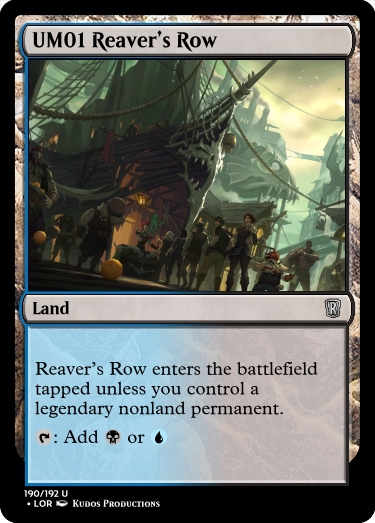 UM01 Reaver's Row
Land
R
Reaver's Row enters the battlefield
tapped unless you control a
legendary nonland permanent.
: Add or
190/192 U
• LOR Kudos Productions